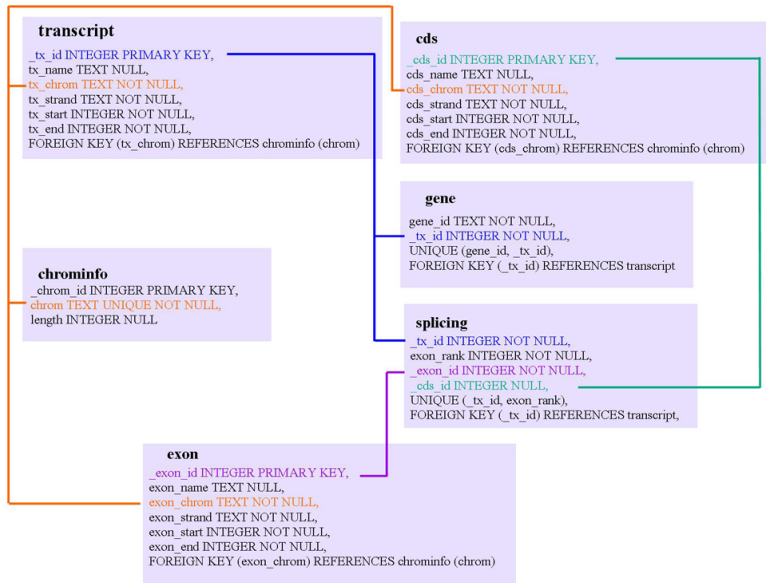 transcript
_tx_id INTEGER PRIMARY KEY,
tx_name TEXT NULL,
tx_chrom TEXT NOT NULL,
tx_strand TEXT NOT NULL,
tx_start INTEGER NOT NULL,
tx_end INTEGER NOT NULL,
FOREIGN KEY (tx_chrom) REFERENCES chrominfo (chrom)
cds
_cds_id INTEGER PRIMARY KEY,
cds_name TEXT NULL,
cds_chrom TEXT NOT NULL,
cds_strand TEXT NOT NULL,
cds_start INTEGER NOT NULL,
cds_end INTEGER NOT NULL,
FOREIGN KEY (cds_chrom) REFERENCES chrominfo (chrom)
gene
gene_id TEXT NOT NULL,
_tx_id INTEGER NOT NULL,
UNIQUE (gene_id, _tx_id),
FOREIGN KEY (_tx_id) REFERENCES transcript
chrominfo
_chrom_id INTEGER PRIMARY KEY,
chrom TEXT UNIQUE NOT NULL,
length INTEGER NULL
splicing
_tx_id INTEGER NOT NULL,
exon_rank INTEGER NOT NULL,
_exon_id INTEGER NOT NULL,
_cds_id INTEGER NULL,
UNIQUE (_tx_id, exon_rank),
FOREIGN KEY (_tx_id) REFERENCES transcript,
exon
_exon_id INTEGER PRIMARY KEY,
exon_name TEXT NULL,
exon_chrom TEXT NOT NULL,
exon_strand TEXT NOT NULL,
exon_start INTEGER NOT NULL,
exon_end INTEGER NOT NULL,
FOREIGN KEY (exon_chrom) REFERENCES chrominfo (chrom)